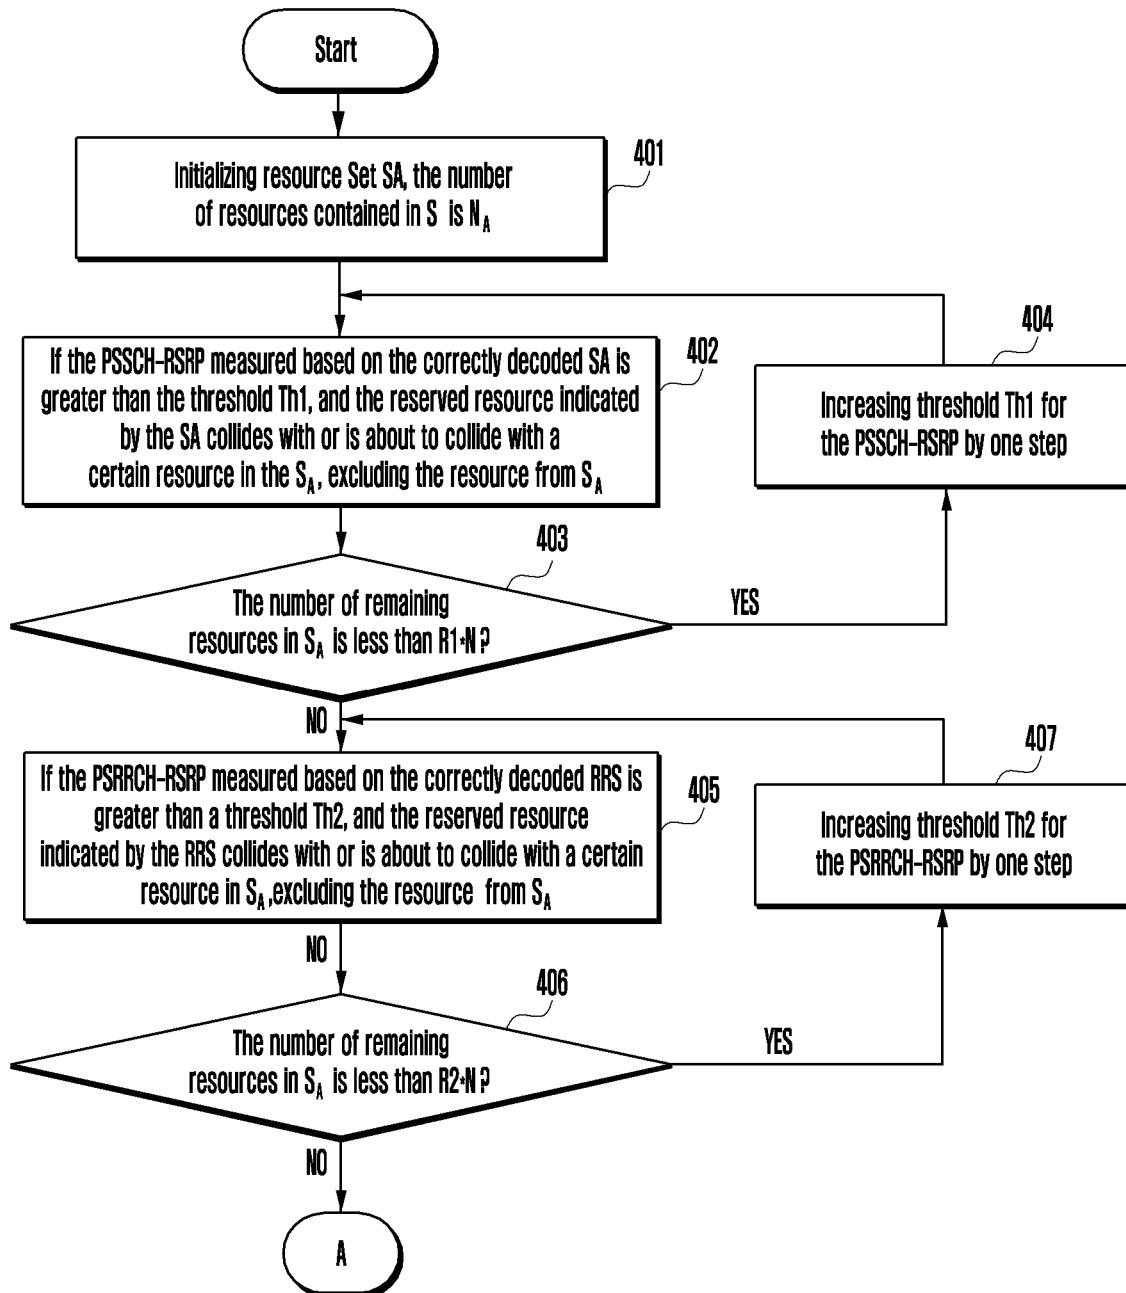 Start
401
Initializing resource Set SA, the number
of resources contained in S is N_A
404
402
If the PSSCH-RSRP measured based on the correctly decoded SA is
greater than the threshold Th1, and the reserved resource indicated
by the SA collides with or is about to collide with a
certain resource in the S_A, excluding the resource from S_A
Increasing threshold Th1 for
the PSSCH-RSRP by one step
403
The number of remaining
resources in S_A is less than R1*N?
YES
NO
407
405
If the PSRRCH-RSRP measured based on the correctly decoded RRS is
greater than a threshold Th2, and the reserved resource
indicated by the RRS collides with or is about to collide with a certain
resource in S_A,excluding the resource from S_A
Increasing threshold Th2 for
the PSRRCH-RSRP by one step
NO
406
The number of remaining
resources in S_A is less than R2*N?
YES
NO
A